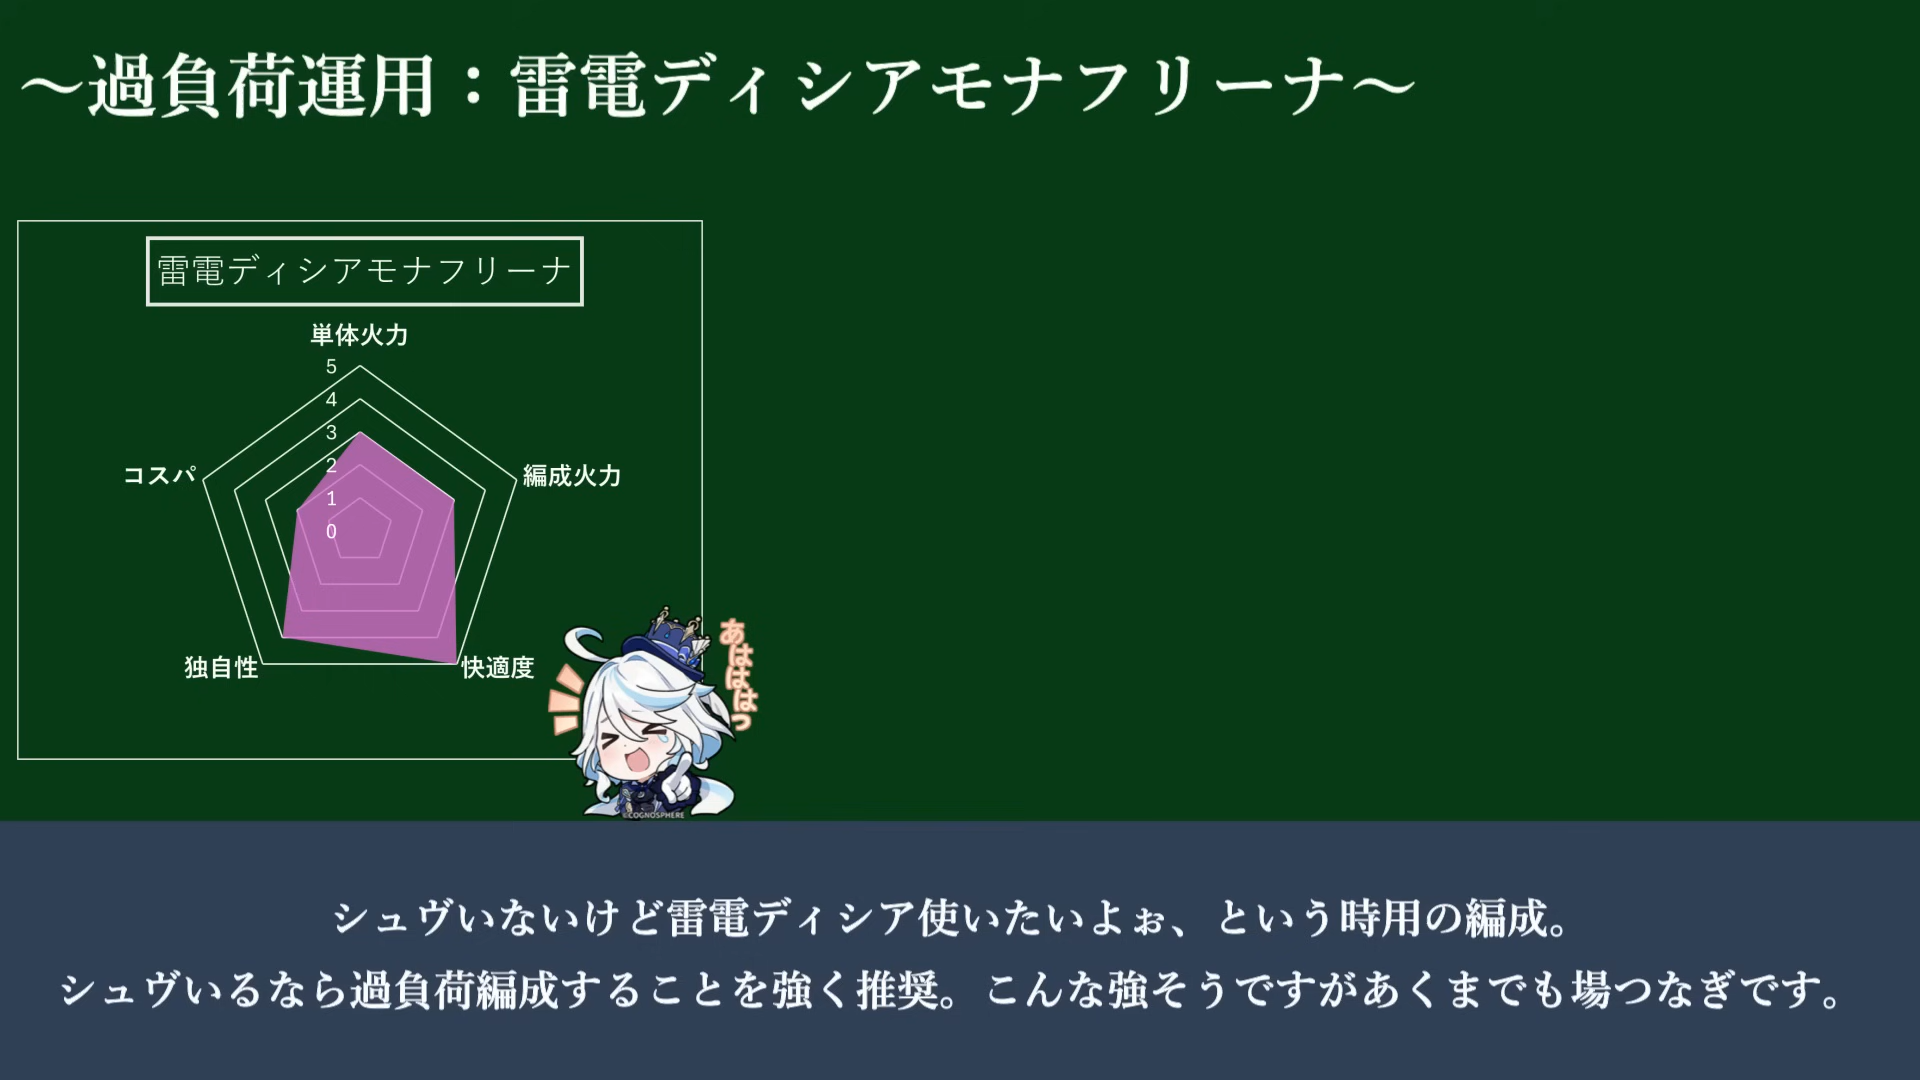 ～過負荷運用：雷電ディシアモナフリーナ～
雷電ディシアモナフリーナ
単体火力
5
4
3
2
1
0
コスパ
編成火力
独自性
快適度
あはははっ
©COGNOSPHERE
シュヴいないけど雷電ディシア使いたいよぉ、という時用の編成。
シュヴいるなら過負荷編成することを強く推奨。こんな強そうですがあくまでも場つなぎです。